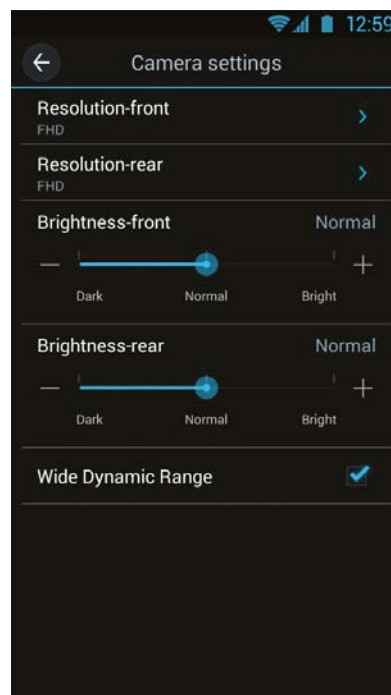 12:59
Camera settings
Resolution-front
FHD
Resolution-rear
FHD
Brightness-front Normal
Dark Normal Bright
Brightness-rear Normal
Dark Normal Bright
Wide Dynamic Range